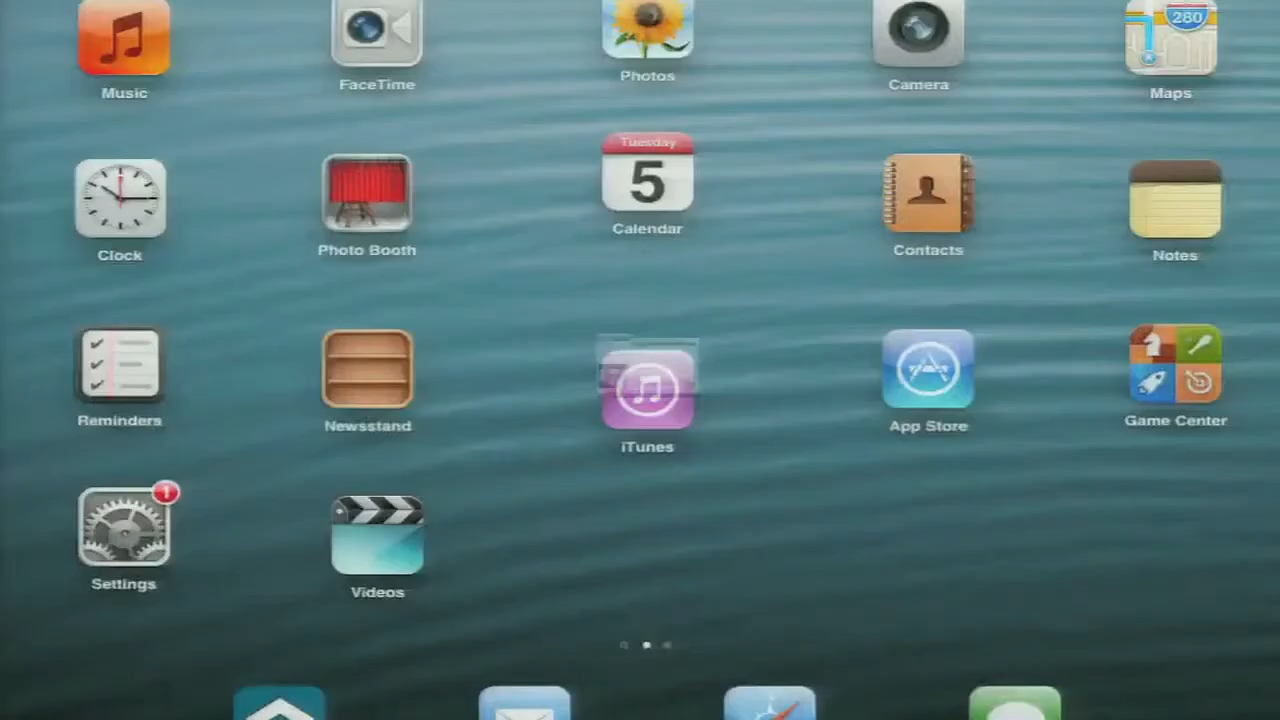 Music
FaceTime
Photos
Camera
280
Maps
Tuesday
5
Clock
Photo Booth
Calendar
Contacts
Notes
Reminders
Newsstand
iTunes
App Store
Game Center
1
Settings
Videos